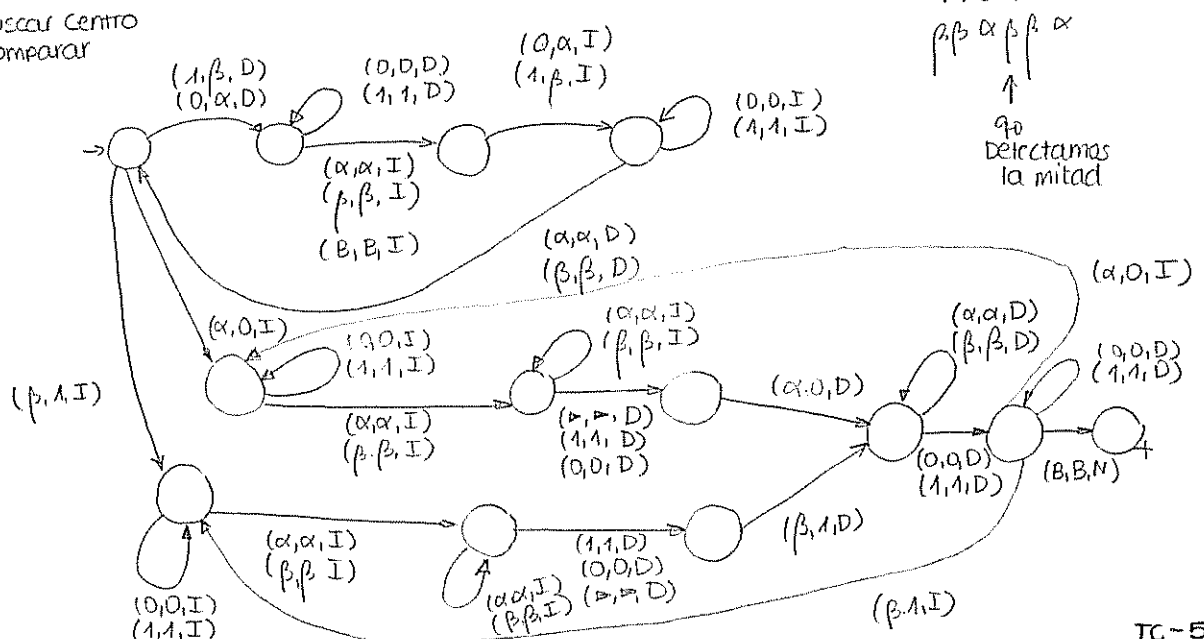 uscar centro
omparar
ββ α β β α
↑
q0
Detectamos
la mitad
(1,β,D)
(0,α,D)
(0,0,D)
(1,1,D)
(0,α,I)
(1,β,I)
(0,0,I)
(1,1,I)
(α,α,I)
(β,β,I)
(B,B,I)
(α,α,D)
(β,β,D)
(α,0,I)
(α,0,I)
(0,0,I)
(1,1,I)
(α,α,I)
(β,β,I)
(α,α,D)
(β,β,D)
(0,0,D)
(1,1,D)
(β,1,I)
(α,α,I)
(β,β,I)
(▻,▻,D)
(1,1,D)
(0,0,D)
(α,0,D)
(0,0,D)
(1,1,D)
(B,B,N)
(α,α,I)
(β,β I)
(1,1,D)
(0,0,D)
(▻,▻,D)
(β,1,D)
(0,0,I)
(1,1,I)
(α,α,I)
(β,β,I)
(β,1,I)
TC-5